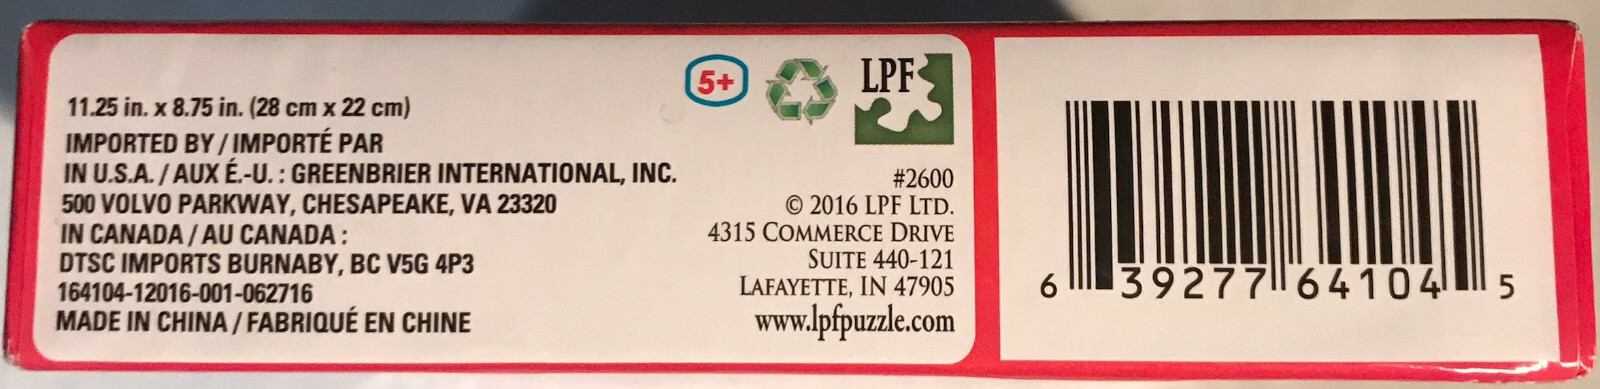 11.25 in. x 8.75 in. (28 cm x 22 cm)
IMPORTED BY / IMPORTÉ PAR
IN U.S.A. / AUX É.-U. : GREENBRIER INTERNATIONAL, INC.
500 VOLVO PARKWAY, CHESAPEAKE, VA 23320
IN CANADA / AU CANADA :
DTSC IMPORTS BURNABY, BC V5G 4P3
164104-12016-001-062716
MADE IN CHINA / FABRIQUÉ EN CHINE
5+
LPF
#2600
© 2016 LPF LTD.
4315 COMMERCE DRIVE
SUITE 440-121
LAFAYETTE, IN 47905
www.lpfpuzzle.com
6 39277 64104 5